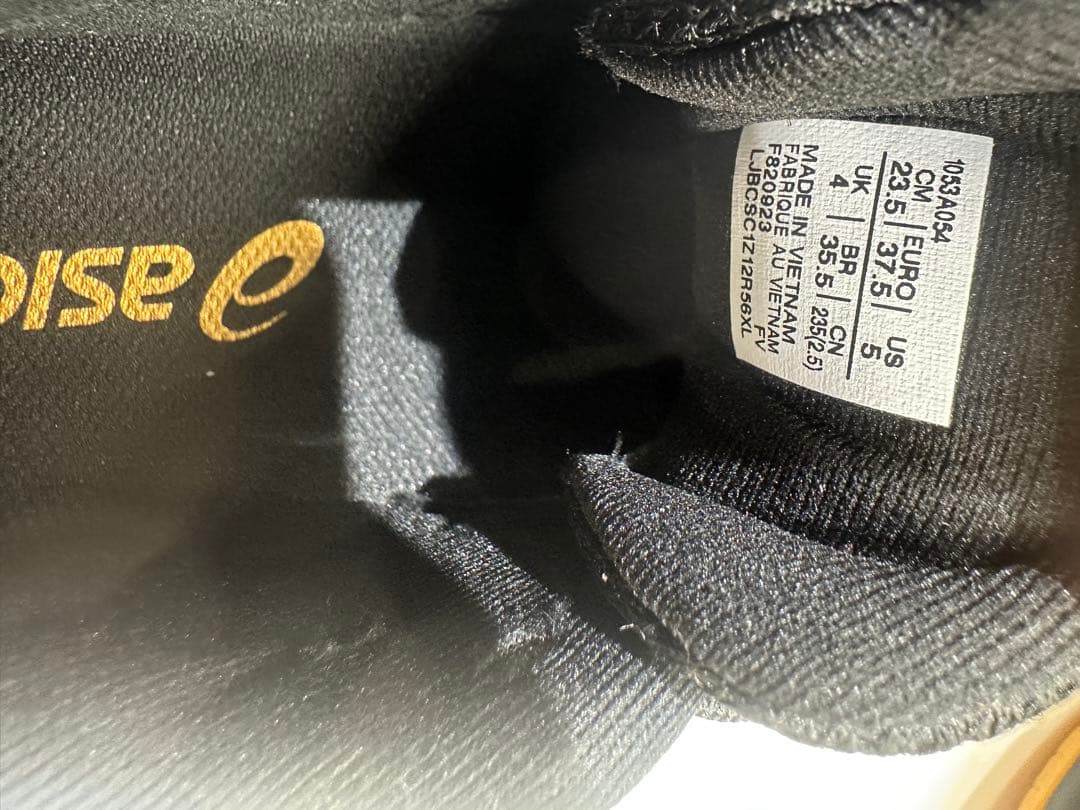 1053A054
CM | EURO | US
23.5 | 37.5 | 5
UK | BR | CN
4 | 35.5 | 235(2.5)
MADE IN VIETNAM
FABRIQUE AU VIETNAM
F820923 FV
LJBCSC1Z12R56XL
asic